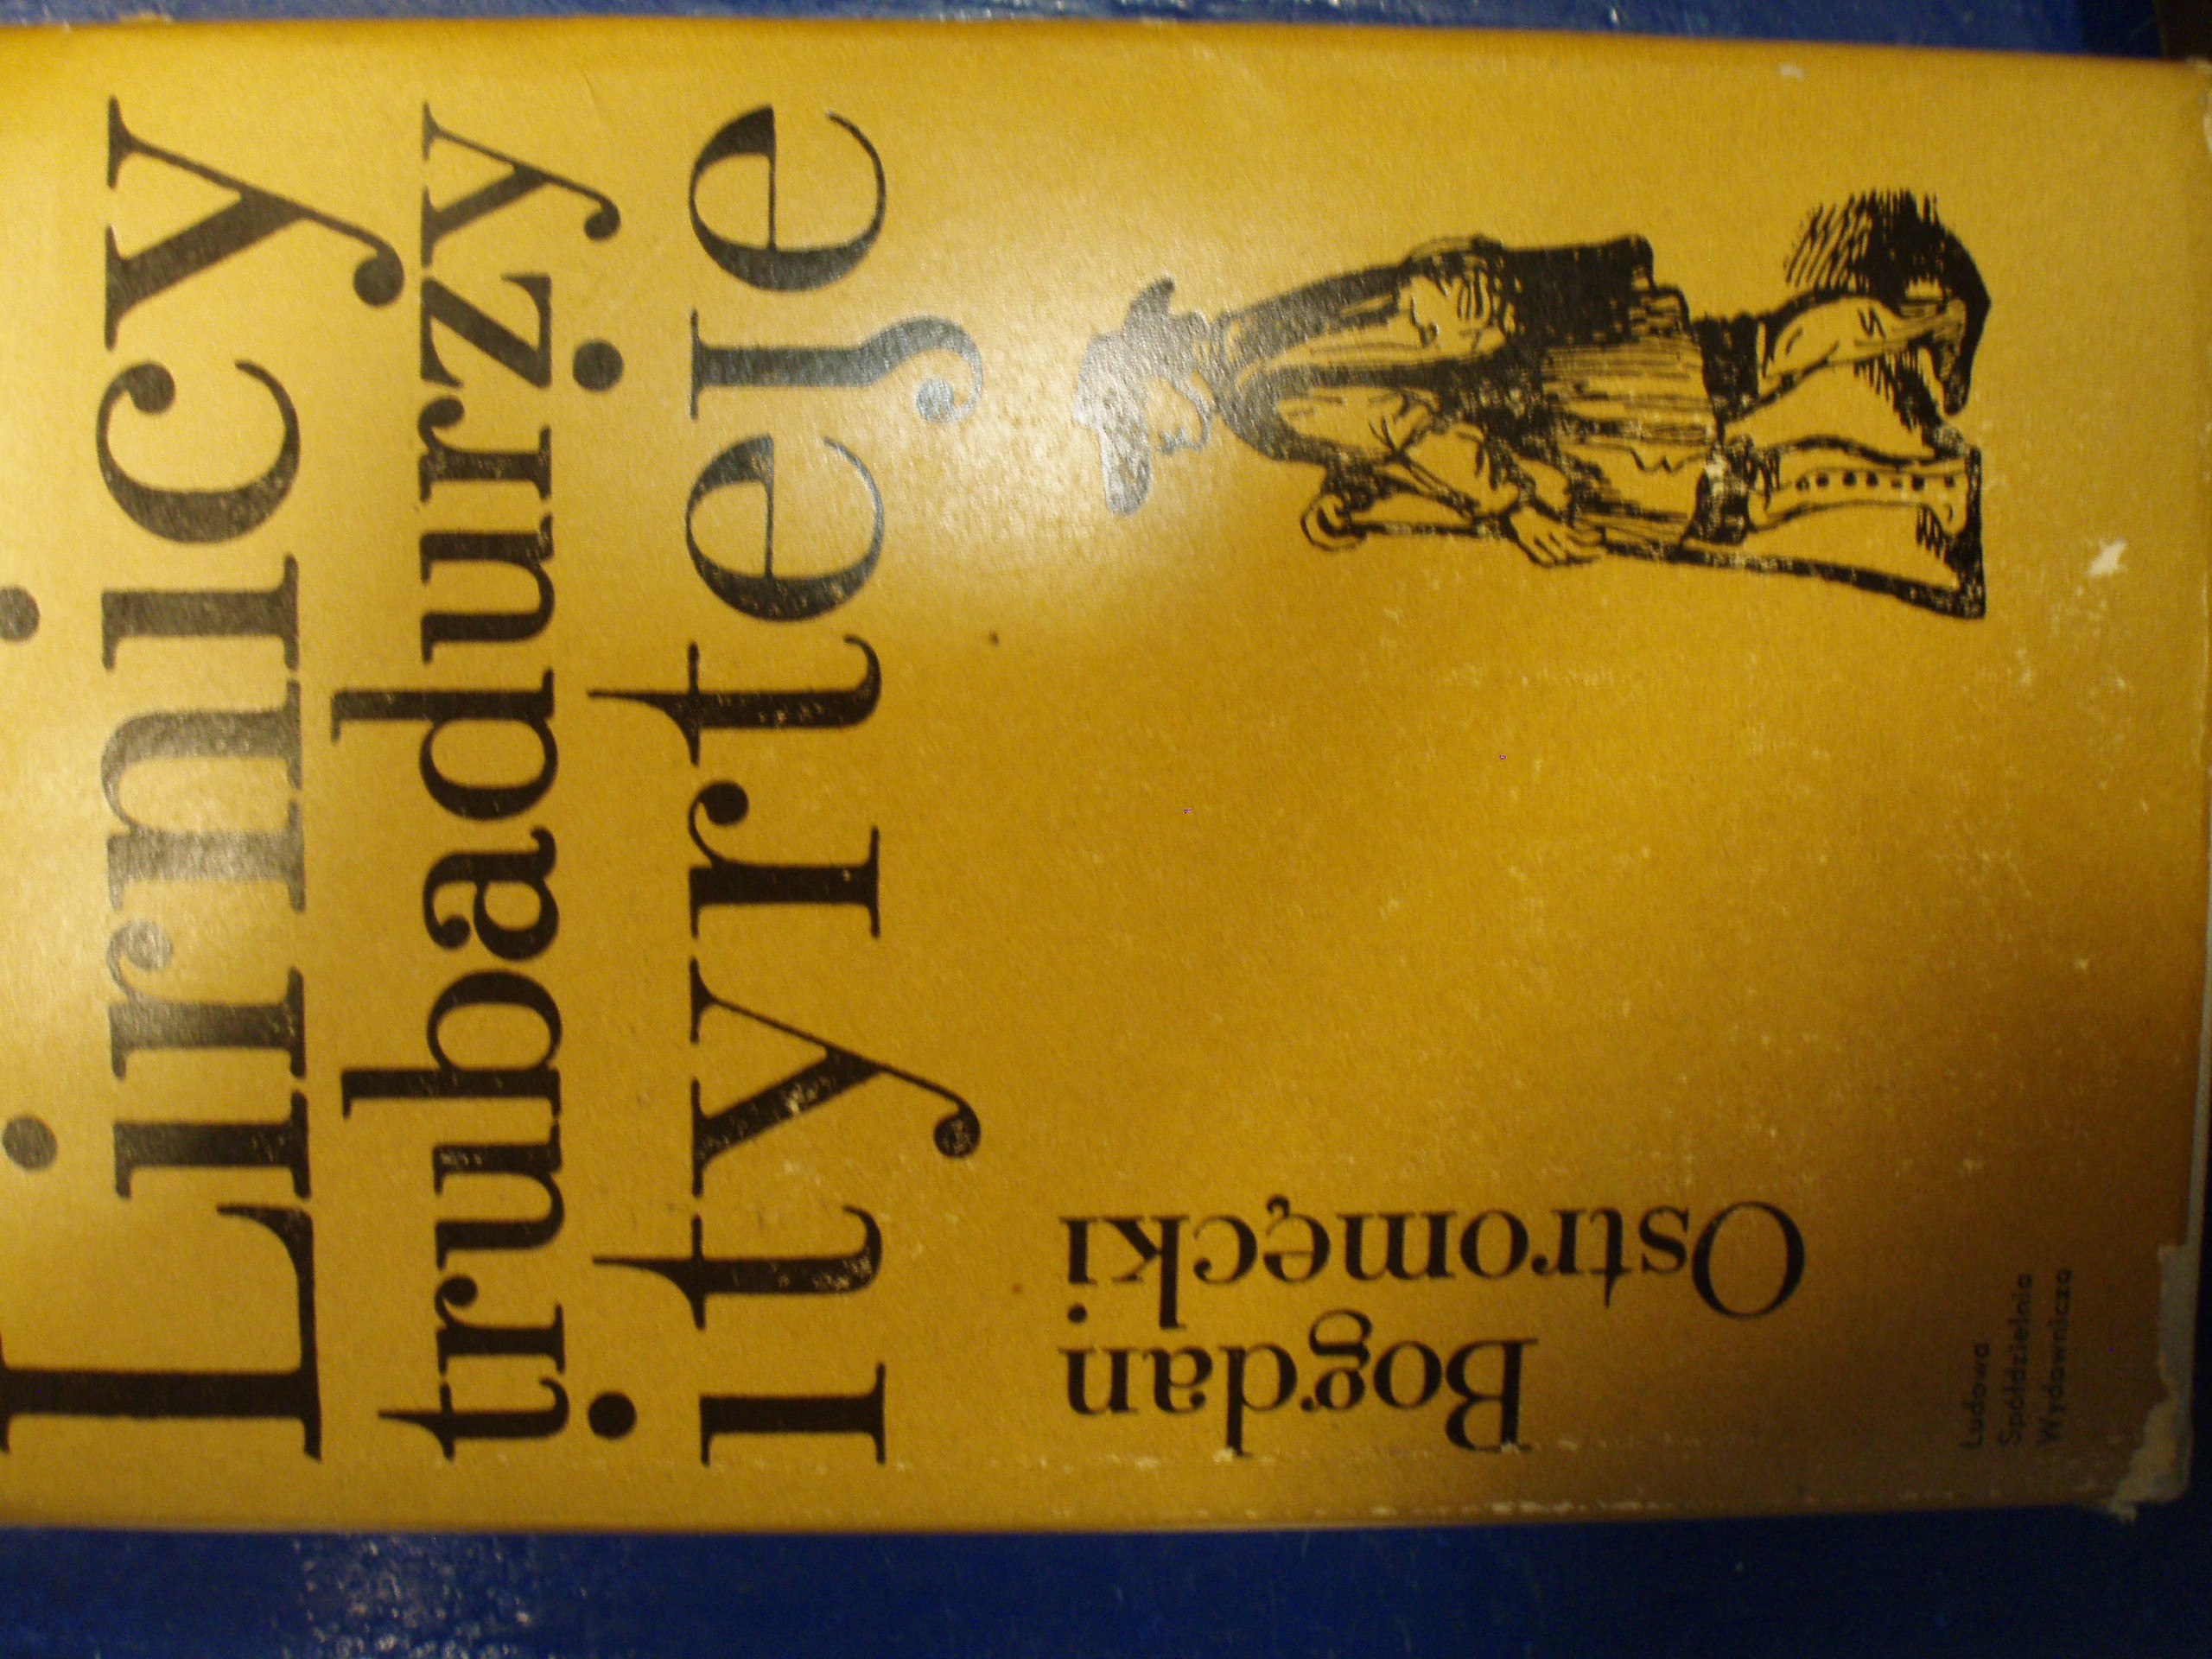 Lirnicy
trubadurzy
i tyrteje
Bogdan
Ostromęcki
Ludowa
Spółdzielnia
Wydawnicza